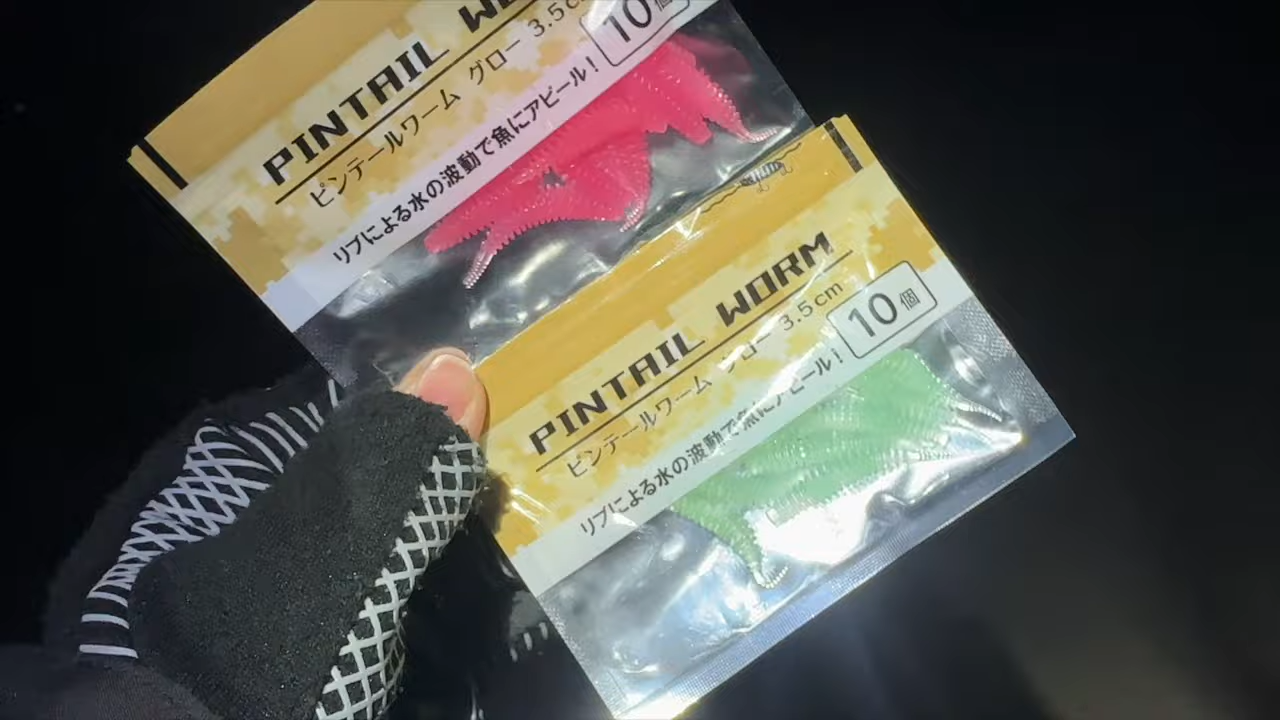 PINTAIL
ピンテールワーム グロー 3.5c
10個
リブによる水の波動で魚にアピール!
PINTAIL WORM
ピンテールワーム グロー 3.5cm
10個
リブによる水の波動で魚にアピール!